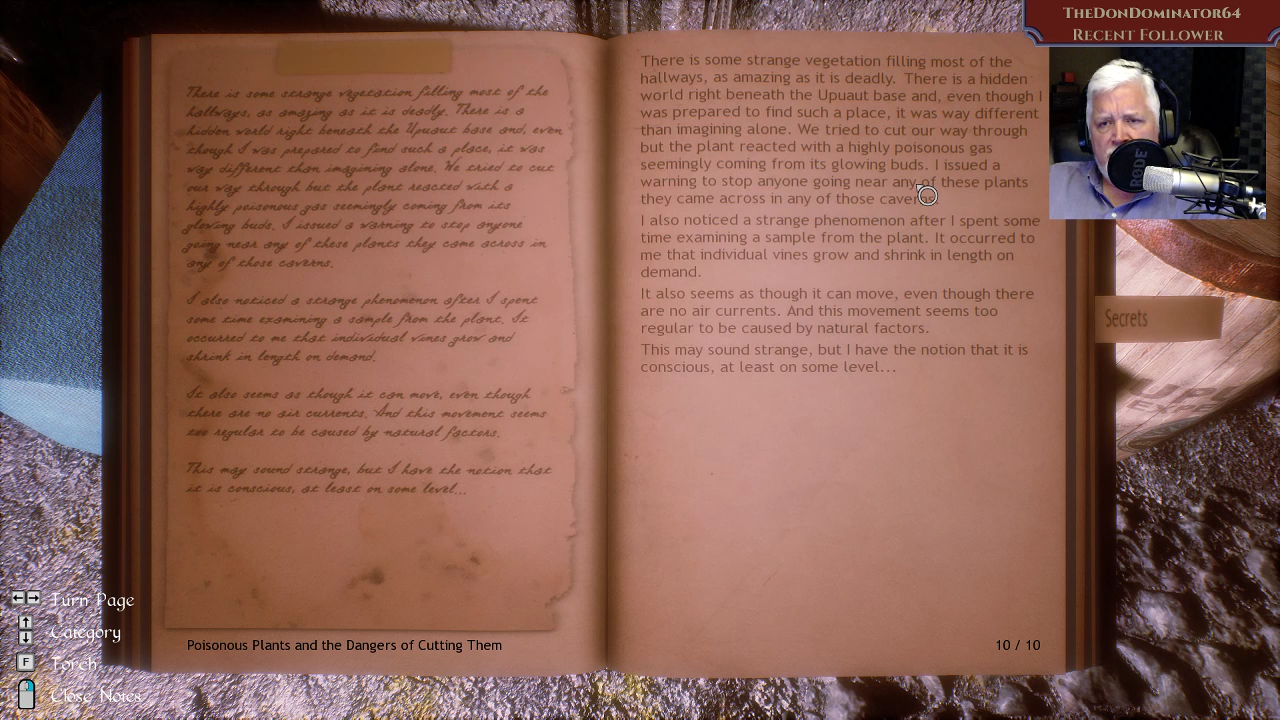 TheDonDominator64
Recent Follower
There is some strange vegetation filling most of the
hallways, as amazing as it is deadly. There is a
hidden world right beneath the Upuaut base and, even
though I was prepared to find such a place, it was
way different than imagining alone. We tried to cut
our way through but the plant reacted with a
highly poisonous gas seemingly coming from its
glowing buds. I issued a warning to stop anyone
going near any of these plants they came across in
any of those caverns.
I also noticed a strange phenomenon after I spent
some time examining a sample from the plant. It
occurred to me that individual vines grow and
shrink in length on demand.
It also seems as though it can move, even though
there are no air currents. And this movement seems
too regular to be caused by natural factors.
This may sound strange, but I have the notion that
it is conscious, at least on some level...
There is some strange vegetation filling most of the
hallways, as amazing as it is deadly. There is a hidden
world right beneath the Upuaut base and, even though I
was prepared to find such a place, it was way different
than imagining alone. We tried to cut our way through
but the plant reacted with a highly poisonous gas
seemingly coming from its glowing buds. I issued a
warning to stop anyone going near any of these plants
they came across in any of those caverns.
I also noticed a strange phenomenon after I spent some
time examining a sample from the plant. It occurred to
me that individual vines grow and shrink in length on
demand.
It also seems as though it can move, even though there
are no air currents. And this movement seems too
regular to be caused by natural factors.
This may sound strange, but I have the notion that it is
conscious, at least on some level...
Secrets
RØDE
Turn Page
Category
F Torch
Close Notes
Poisonous Plants and the Dangers of Cutting Them
10 / 10